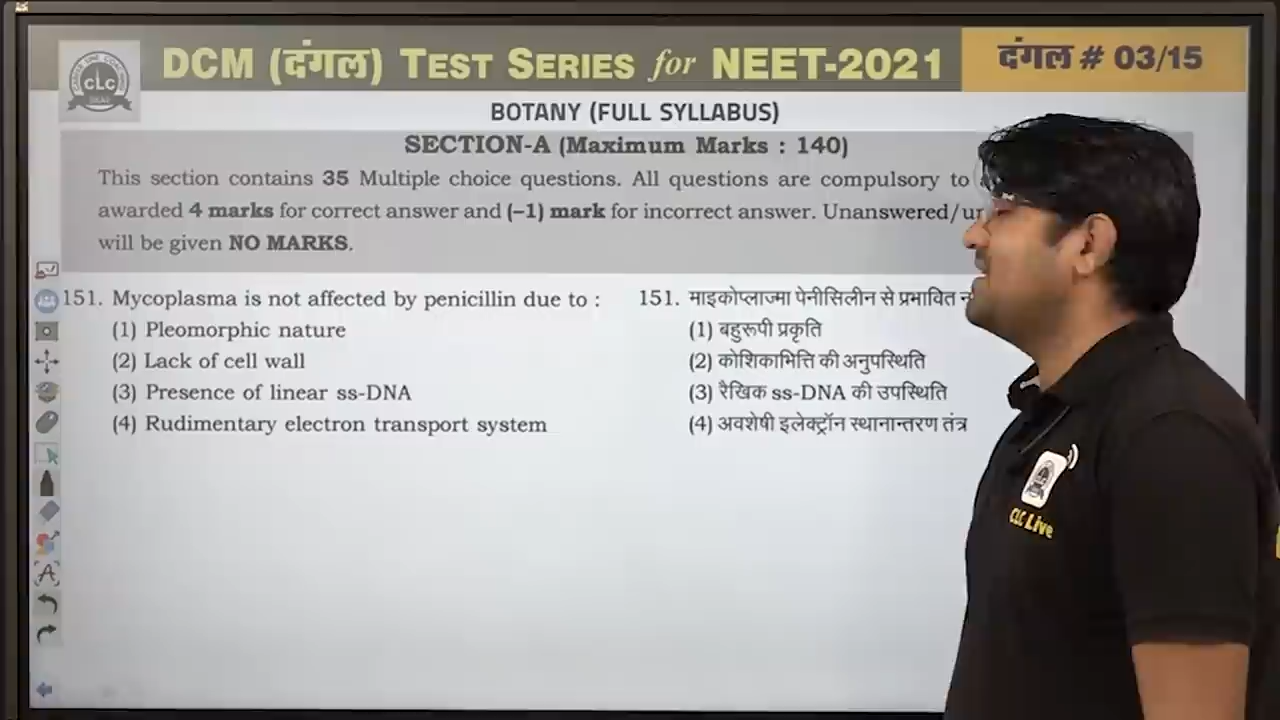 DCM (दंगल) TEST SERIES for NEET-2021
दंगल # 03/15
CLC
BOTANY (FULL SYLLABUS)
SECTION-A (Maximum Marks : 140)
This section contains 35 Multiple choice questions. All questions are compulsory to
awarded 4 marks for correct answer and (–1) mark for incorrect answer. Unanswered/
will be given NO MARKS.
151. Mycoplasma is not affected by penicillin due to :
(1) Pleomorphic nature
(2) Lack of cell wall
(3) Presence of linear ss-DNA
(4) Rudimentary electron transport system
151. माइकोप्लाज्मा पेनीसिलीन से प्रभावित
(1) बहुरूपी प्रकृति
(2) कोशिकाभित्ति की अनुपस्थिति
(3) रैखिक ss-DNA की उपस्थिति
(4) अवशेषी इलेक्ट्रॉन स्थानान्तरण तंत्र
CLC Live